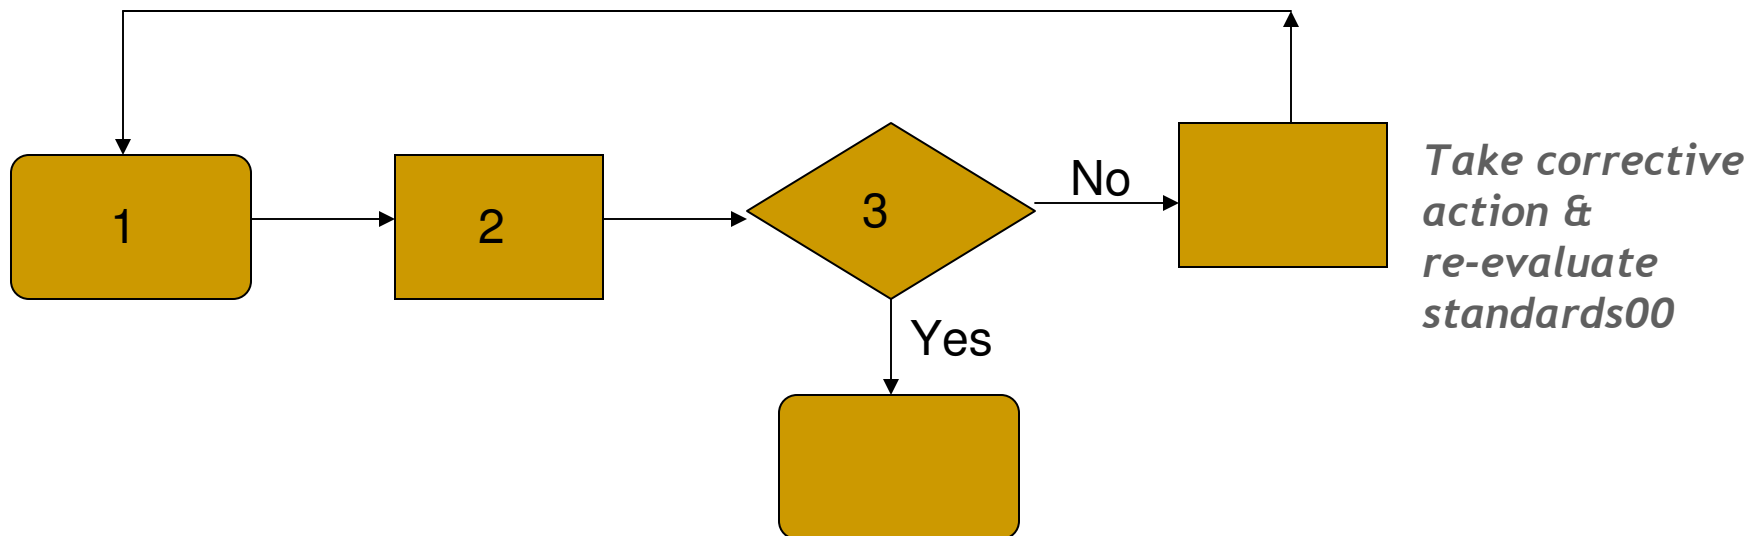 1
2
3
No
Yes
Take corrective
action &
re-evaluate
standards00